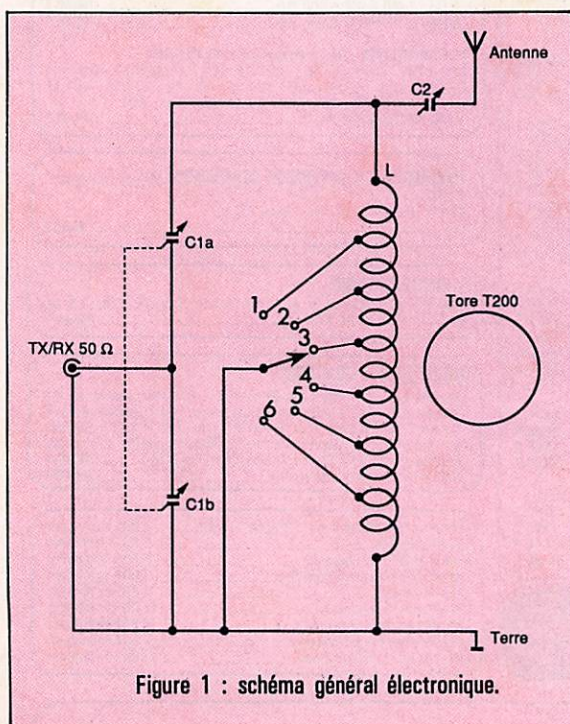 Antenne
C2
L
C1a
1
2
3
Tore T200
TX/RX 50 Ω
4
5
6
C1b
Terre
Figure 1 : schéma général électronique.